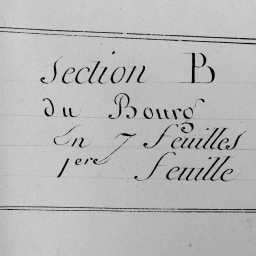 Section B
du Bourg
En 7 feuilles
1ere feuille